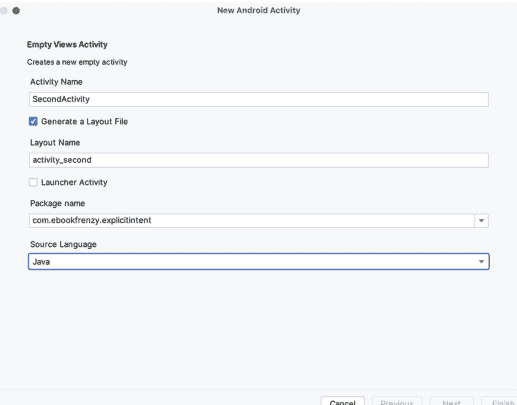 New Android Activity
Empty Views Activity
Creates a new empty activity
Activity Name
SecondActivity
Generate a Layout File
Layout Name
activity_second
Launcher Activity
Package name
com.ebookfrenzy.explicitintent
Source Language
Java
Cancel Previous Next Finish